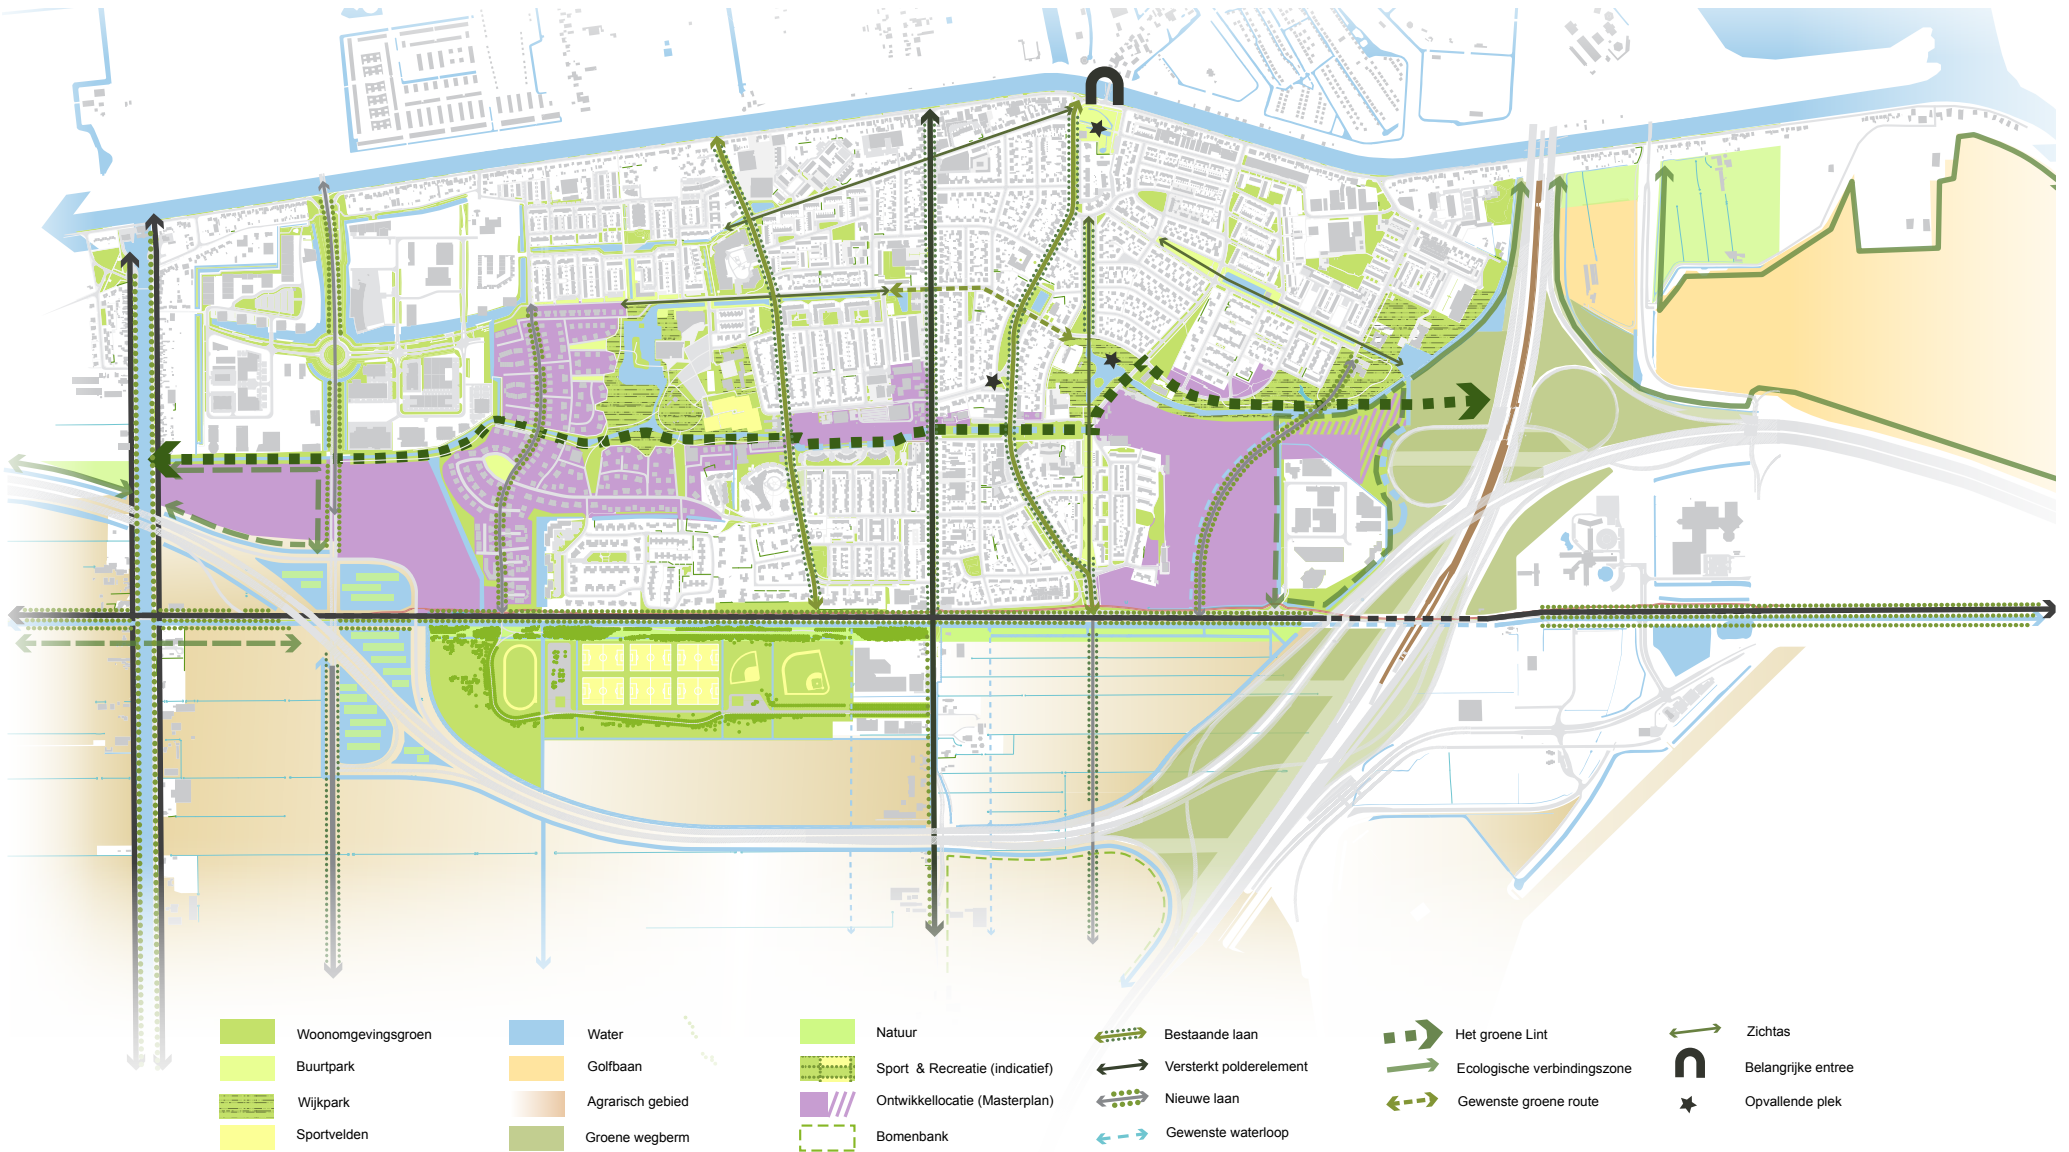 Woonomgevingsgroen
Buurtpark
Wijkpark
Sportvelden
Water
Golfbaan
Agrarisch gebied
Groene wegberm
Natuur
Sport & Recreatie (indicatief)
Ontwikkellocatie (Masterplan)
Bomenbank
Bestaande laan
Versterkt polderelement
Nieuwe laan
Gewenste waterloop
Het groene Lint
Ecologische verbindingszone
Gewenste groene route
Zichtas
Belangrijke entree
Opvallende plek